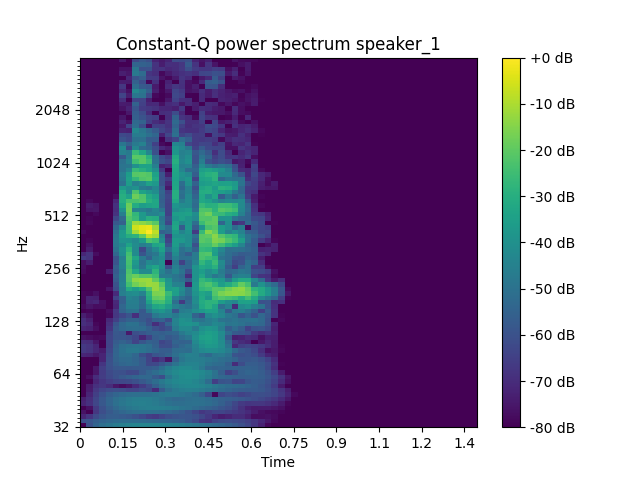 Constant-Q power spectrum speaker_1
Hz
2048
1024
512
256
128
64
32
0 0.15 0.3 0.45 0.6 0.75 0.9 1.1 1.2 1.4
Time
+0 dB
-10 dB
-20 dB
-30 dB
-40 dB
-50 dB
-60 dB
-70 dB
-80 dB